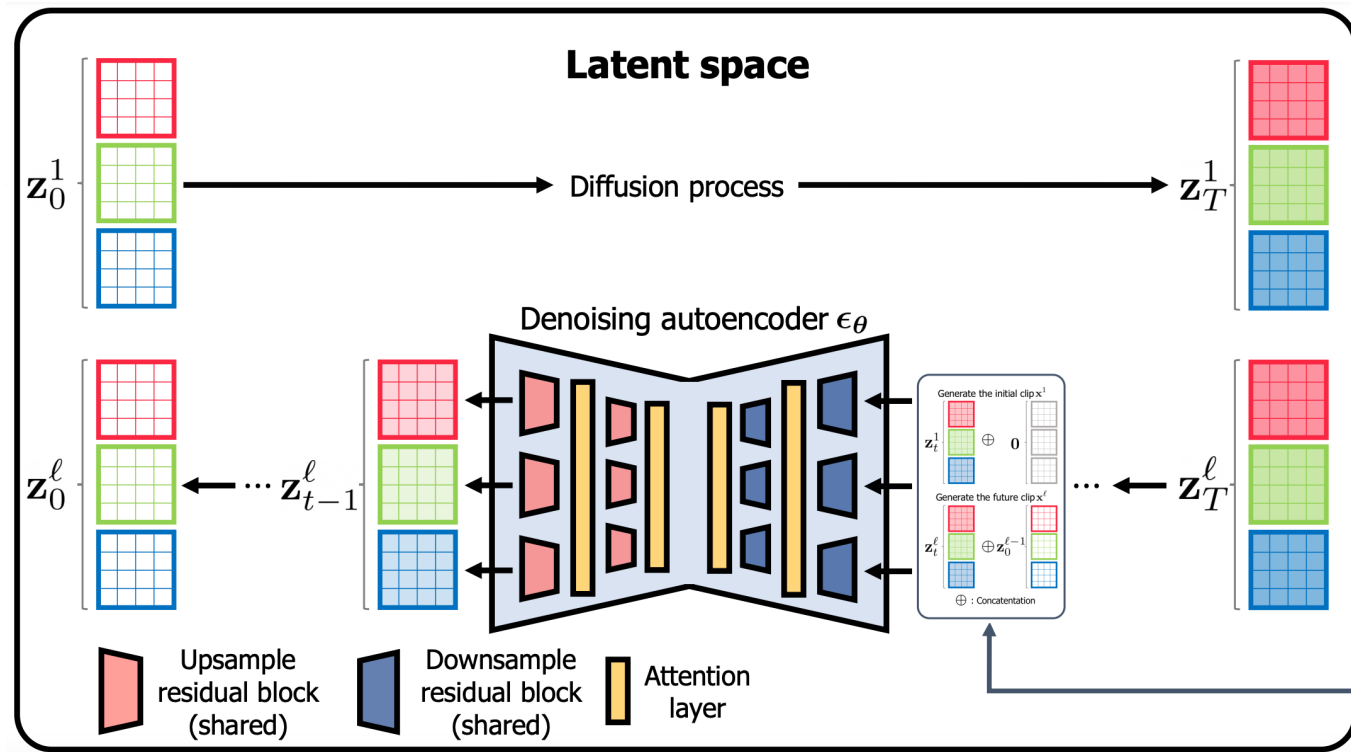 Latent space
z_0^1
Diffusion process
z_T^1
Denoising autoencoder ϵ_θ
z_0^ℓ
...
z_{t-1}^ℓ
Generate the initial clip x^1
z_t^1 ⊕ 0
Generate the future clip x^ℓ
z_t^ℓ ⊕ z_0^{ℓ-1}
⊕ : Concatentation
...
z_T^ℓ
Upsample
residual block
(shared)
Downsample
residual block
(shared)
Attention
layer